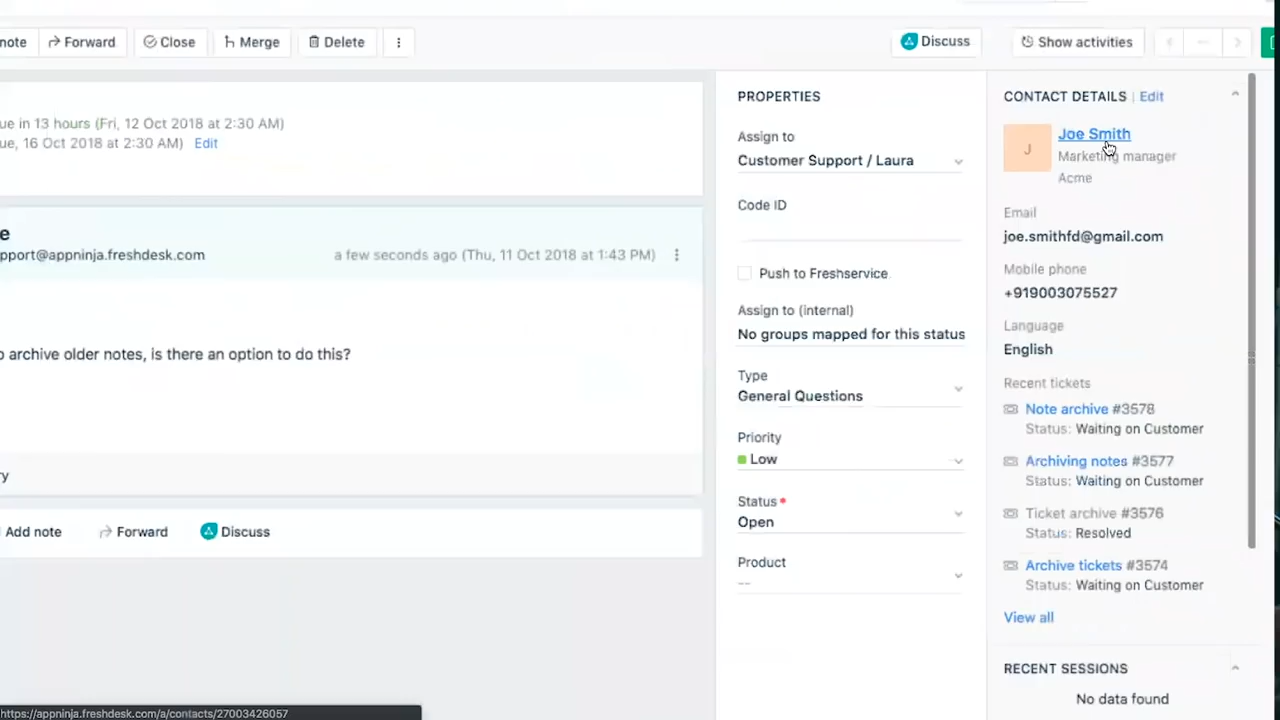 note
Forward
Close
Merge
Delete
Discuss
Show activities
ue in 13 hours (Fri, 12 Oct 2018 at 2:30 AM)
ue, 16 Oct 2018 at 2:30 AM) Edit
e
pport@appninja.freshdesk.com
a few seconds ago (Thu, 11 Oct 2018 at 1:43 PM)
o archive older notes, is there an option to do this?
ry
Add note
Forward
Discuss
PROPERTIES
Assign to
Customer Support / Laura
Code ID
Push to Freshservice
Assign to (internal)
No groups mapped for this status
Type
General Questions
Priority
Low
Status *
Open
Product
--
CONTACT DETAILS | Edit
J
Joe Smith
Marketing manager
Acme
Email
joe.smithfd@gmail.com
Mobile phone
+919003075527
Language
English
Recent tickets
Note archive #3578
Status: Waiting on Customer
Archiving notes #3577
Status: Waiting on Customer
Ticket archive #3576
Status: Resolved
Archive tickets #3574
Status: Waiting on Customer
View all
RECENT SESSIONS
No data found
https://appninja.freshdesk.com/a/contacts/27003426057